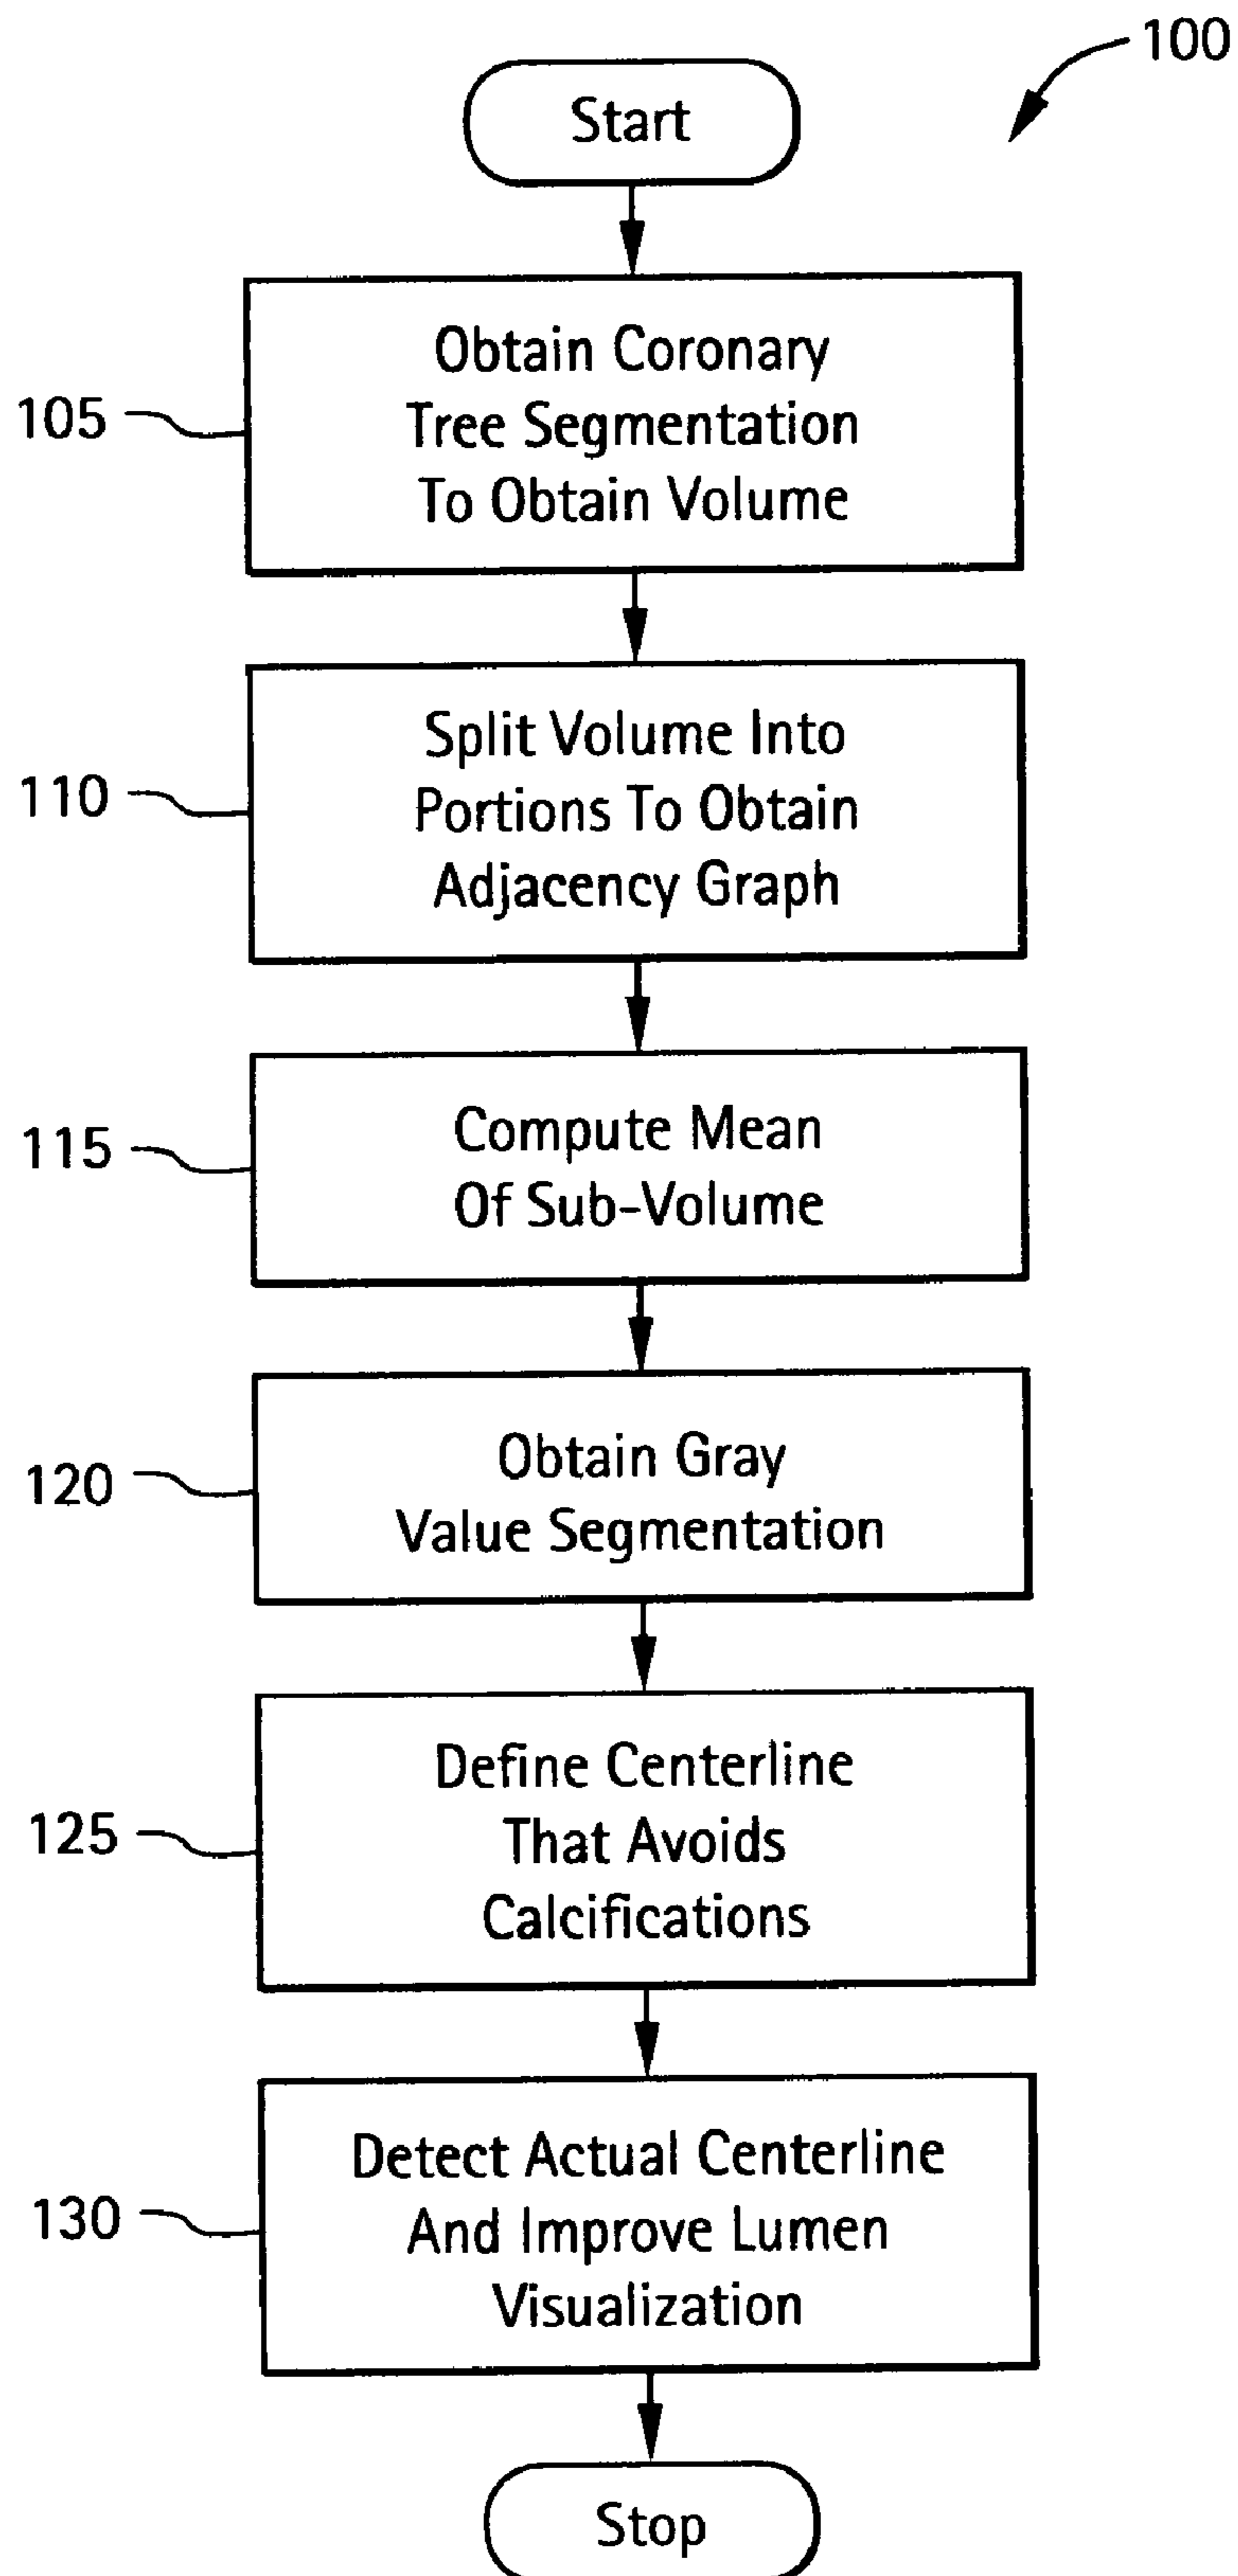 100
Start
Obtain Coronary
Tree Segmentation
To Obtain Volume
105
Split Volume Into
Portions To Obtain
Adjacency Graph
110
Compute Mean
Of Sub-Volume
115
Obtain Gray
Value Segmentation
120
Define Centerline
That Avoids
Calcifications
125
Detect Actual Centerline
And Improve Lumen
Visualization
130
Stop